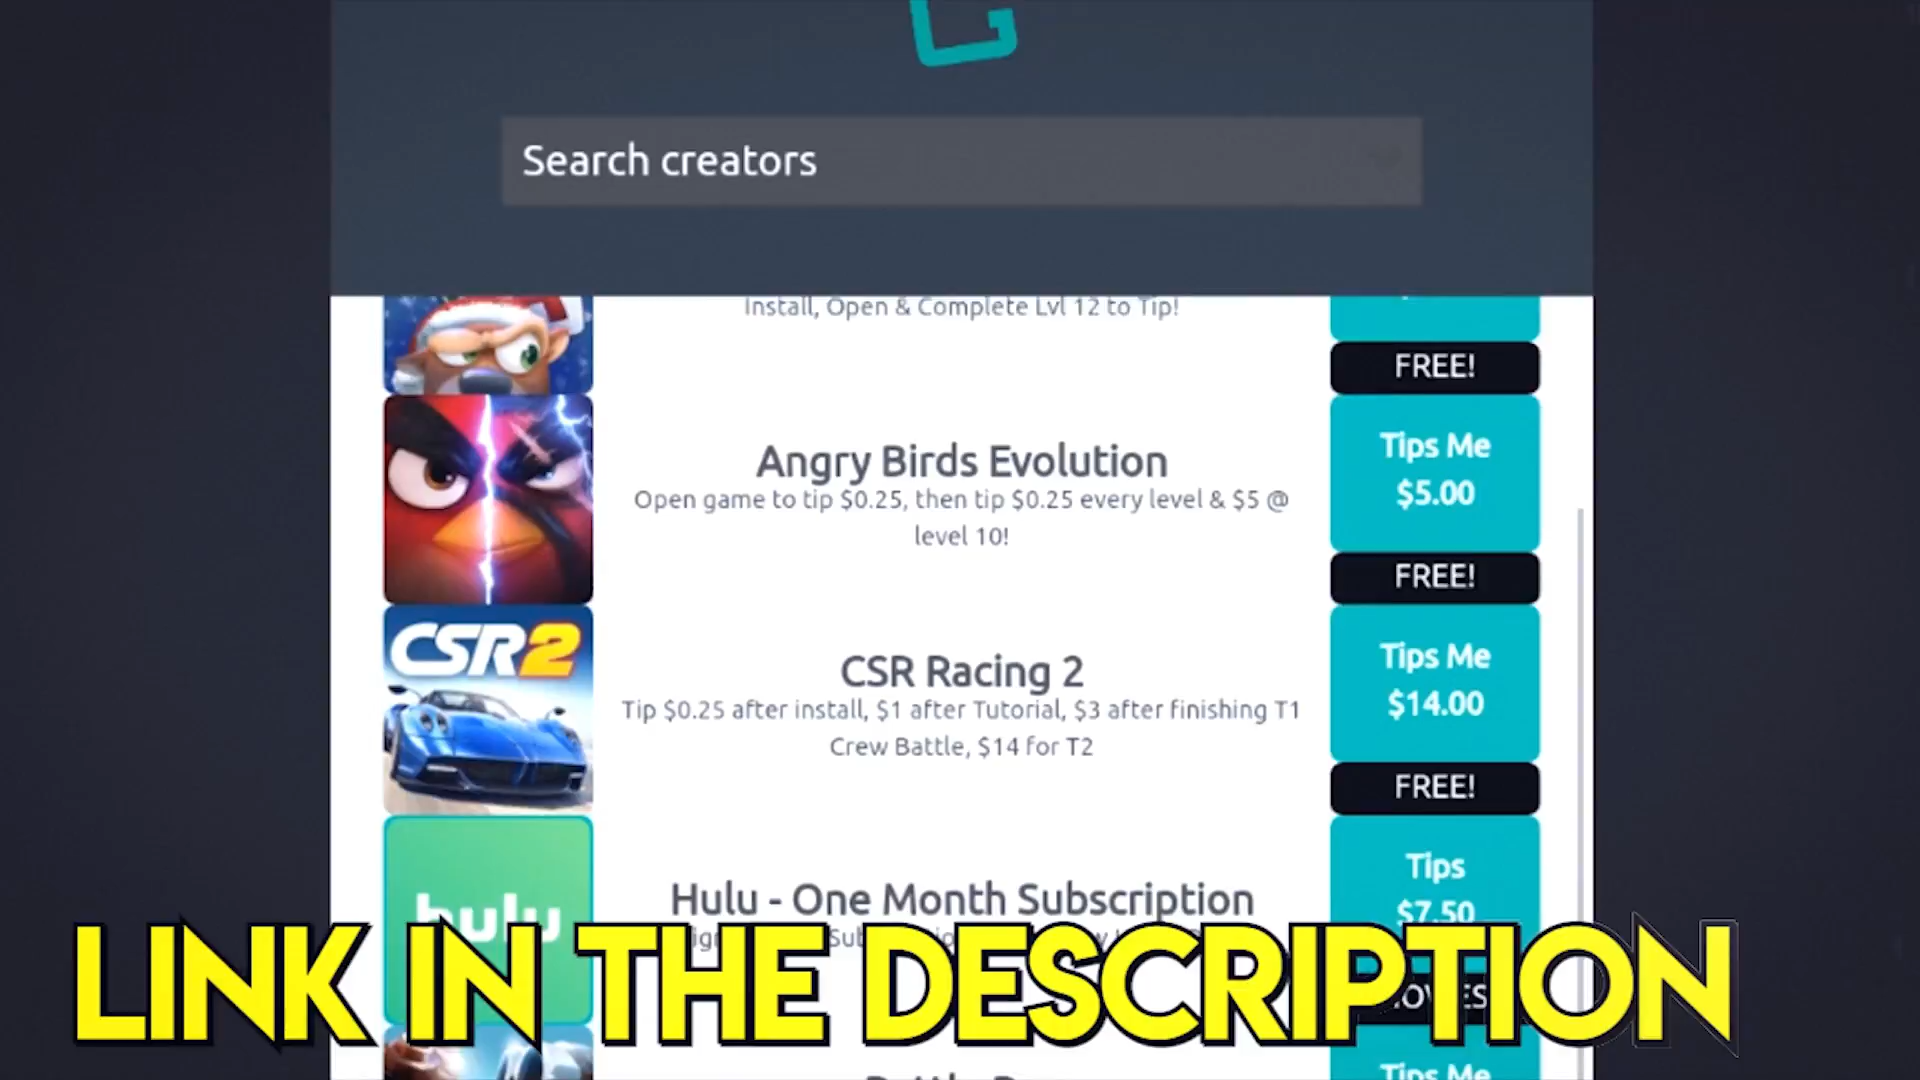 Search creators
Install, Open & Complete Lvl 12 to Tip!
FREE!
Angry Birds Evolution
Open game to tip $0.25, then tip $0.25 every level & $5 @
level 10!
Tips Me
$5.00
FREE!
CSR2
CSR Racing 2
Tip $0.25 after install, $1 after Tutorial, $3 after finishing T1
Crew Battle, $14 for T2
Tips Me
$14.00
FREE!
hulu
Hulu - One Month Subscription
Tips
$7.50
LINK IN THE DESCRIPTION
Tips Me